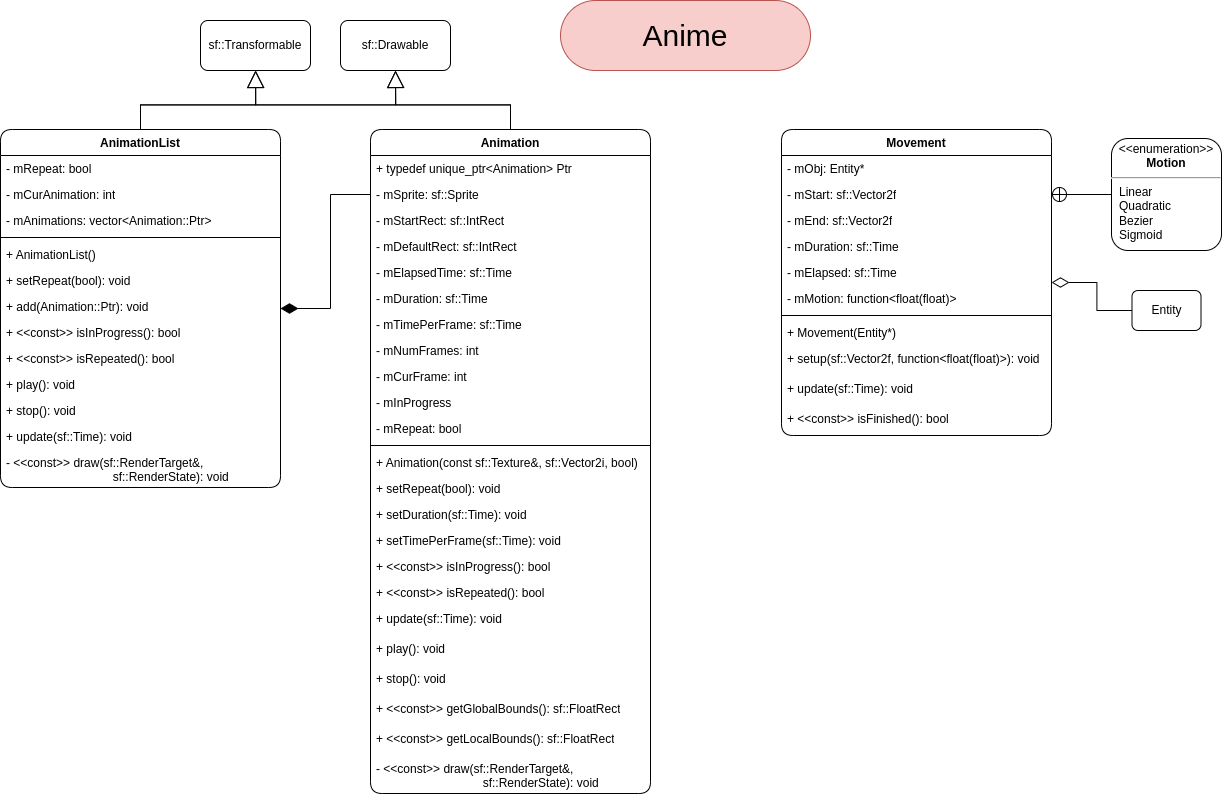 Anime
sf::Transformable
sf::Drawable
AnimationList
- mRepeat: bool
- mCurAnimation: int
- mAnimations: vector<Animation::Ptr>
+ AnimationList()
+ setRepeat(bool): void
+ add(Animation::Ptr): void
+ <<const>> isInProgress(): bool
+ <<const>> isRepeated(): bool
+ play(): void
+ stop(): void
+ update(sf::Time): void
- <<const>> draw(sf::RenderTarget&,
sf::RenderState): void
Animation
+ typedef unique_ptr<Animation> Ptr
- mSprite: sf::Sprite
- mStartRect: sf::IntRect
- mDefaultRect: sf::IntRect
- mElapsedTime: sf::Time
- mDuration: sf::Time
- mTimePerFrame: sf::Time
- mNumFrames: int
- mCurFrame: int
- mInProgress
- mRepeat: bool
+ Animation(const sf::Texture&, sf::Vector2i, bool)
+ setRepeat(bool): void
+ setDuration(sf::Time): void
+ setTimePerFrame(sf::Time): void
+ <<const>> isInProgress(): bool
+ <<const>> isRepeated(): bool
+ update(sf::Time): void
+ play(): void
+ stop(): void
+ <<const>> getGlobalBounds(): sf::FloatRect
+ <<const>> getLocalBounds(): sf::FloatRect
- <<const>> draw(sf::RenderTarget&,
sf::RenderState): void
Movement
- mObj: Entity*
- mStart: sf::Vector2f
- mEnd: sf::Vector2f
- mDuration: sf::Time
- mElapsed: sf::Time
- mMotion: function<float(float)>
+ Movement(Entity*)
+ setup(sf::Vector2f, function<float(float)>): void
+ update(sf::Time): void
+ <<const>> isFinished(): bool
<<enumeration>>
Motion
Linear
Quadratic
Bezier
Sigmoid
Entity